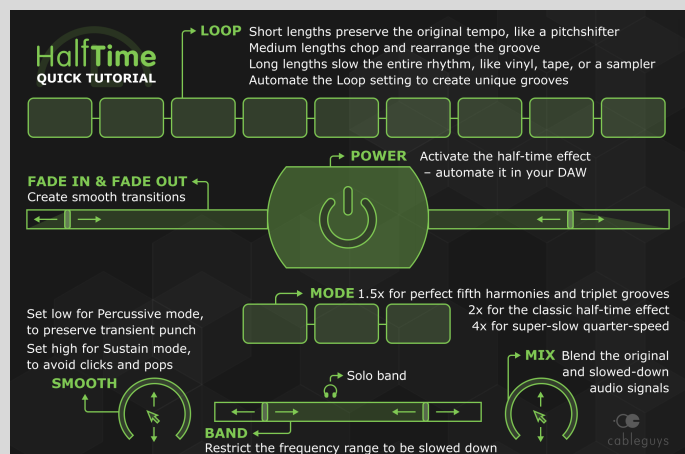 HalfTime
QUICK TUTORIAL
LOOP Short lengths preserve the original tempo, like a pitchshifter
Medium lengths chop and rearrange the groove
Long lengths slow the entire rhythm, like vinyl, tape, or a sampler
Automate the Loop setting to create unique grooves
POWER Activate the half-time effect
– automate it in your DAW
FADE IN & FADE OUT
Create smooth transitions
MODE 1.5x for perfect fifth harmonies and triplet grooves
2x for the classic half-time effect
4x for super-slow quarter-speed
Set low for Percussive mode,
to preserve transient punch
Set high for Sustain mode,
to avoid clicks and pops
SMOOTH
Solo band
BAND
Restrict the frequency range to be slowed down
MIX Blend the original
and slowed-down
audio signals
cableguys